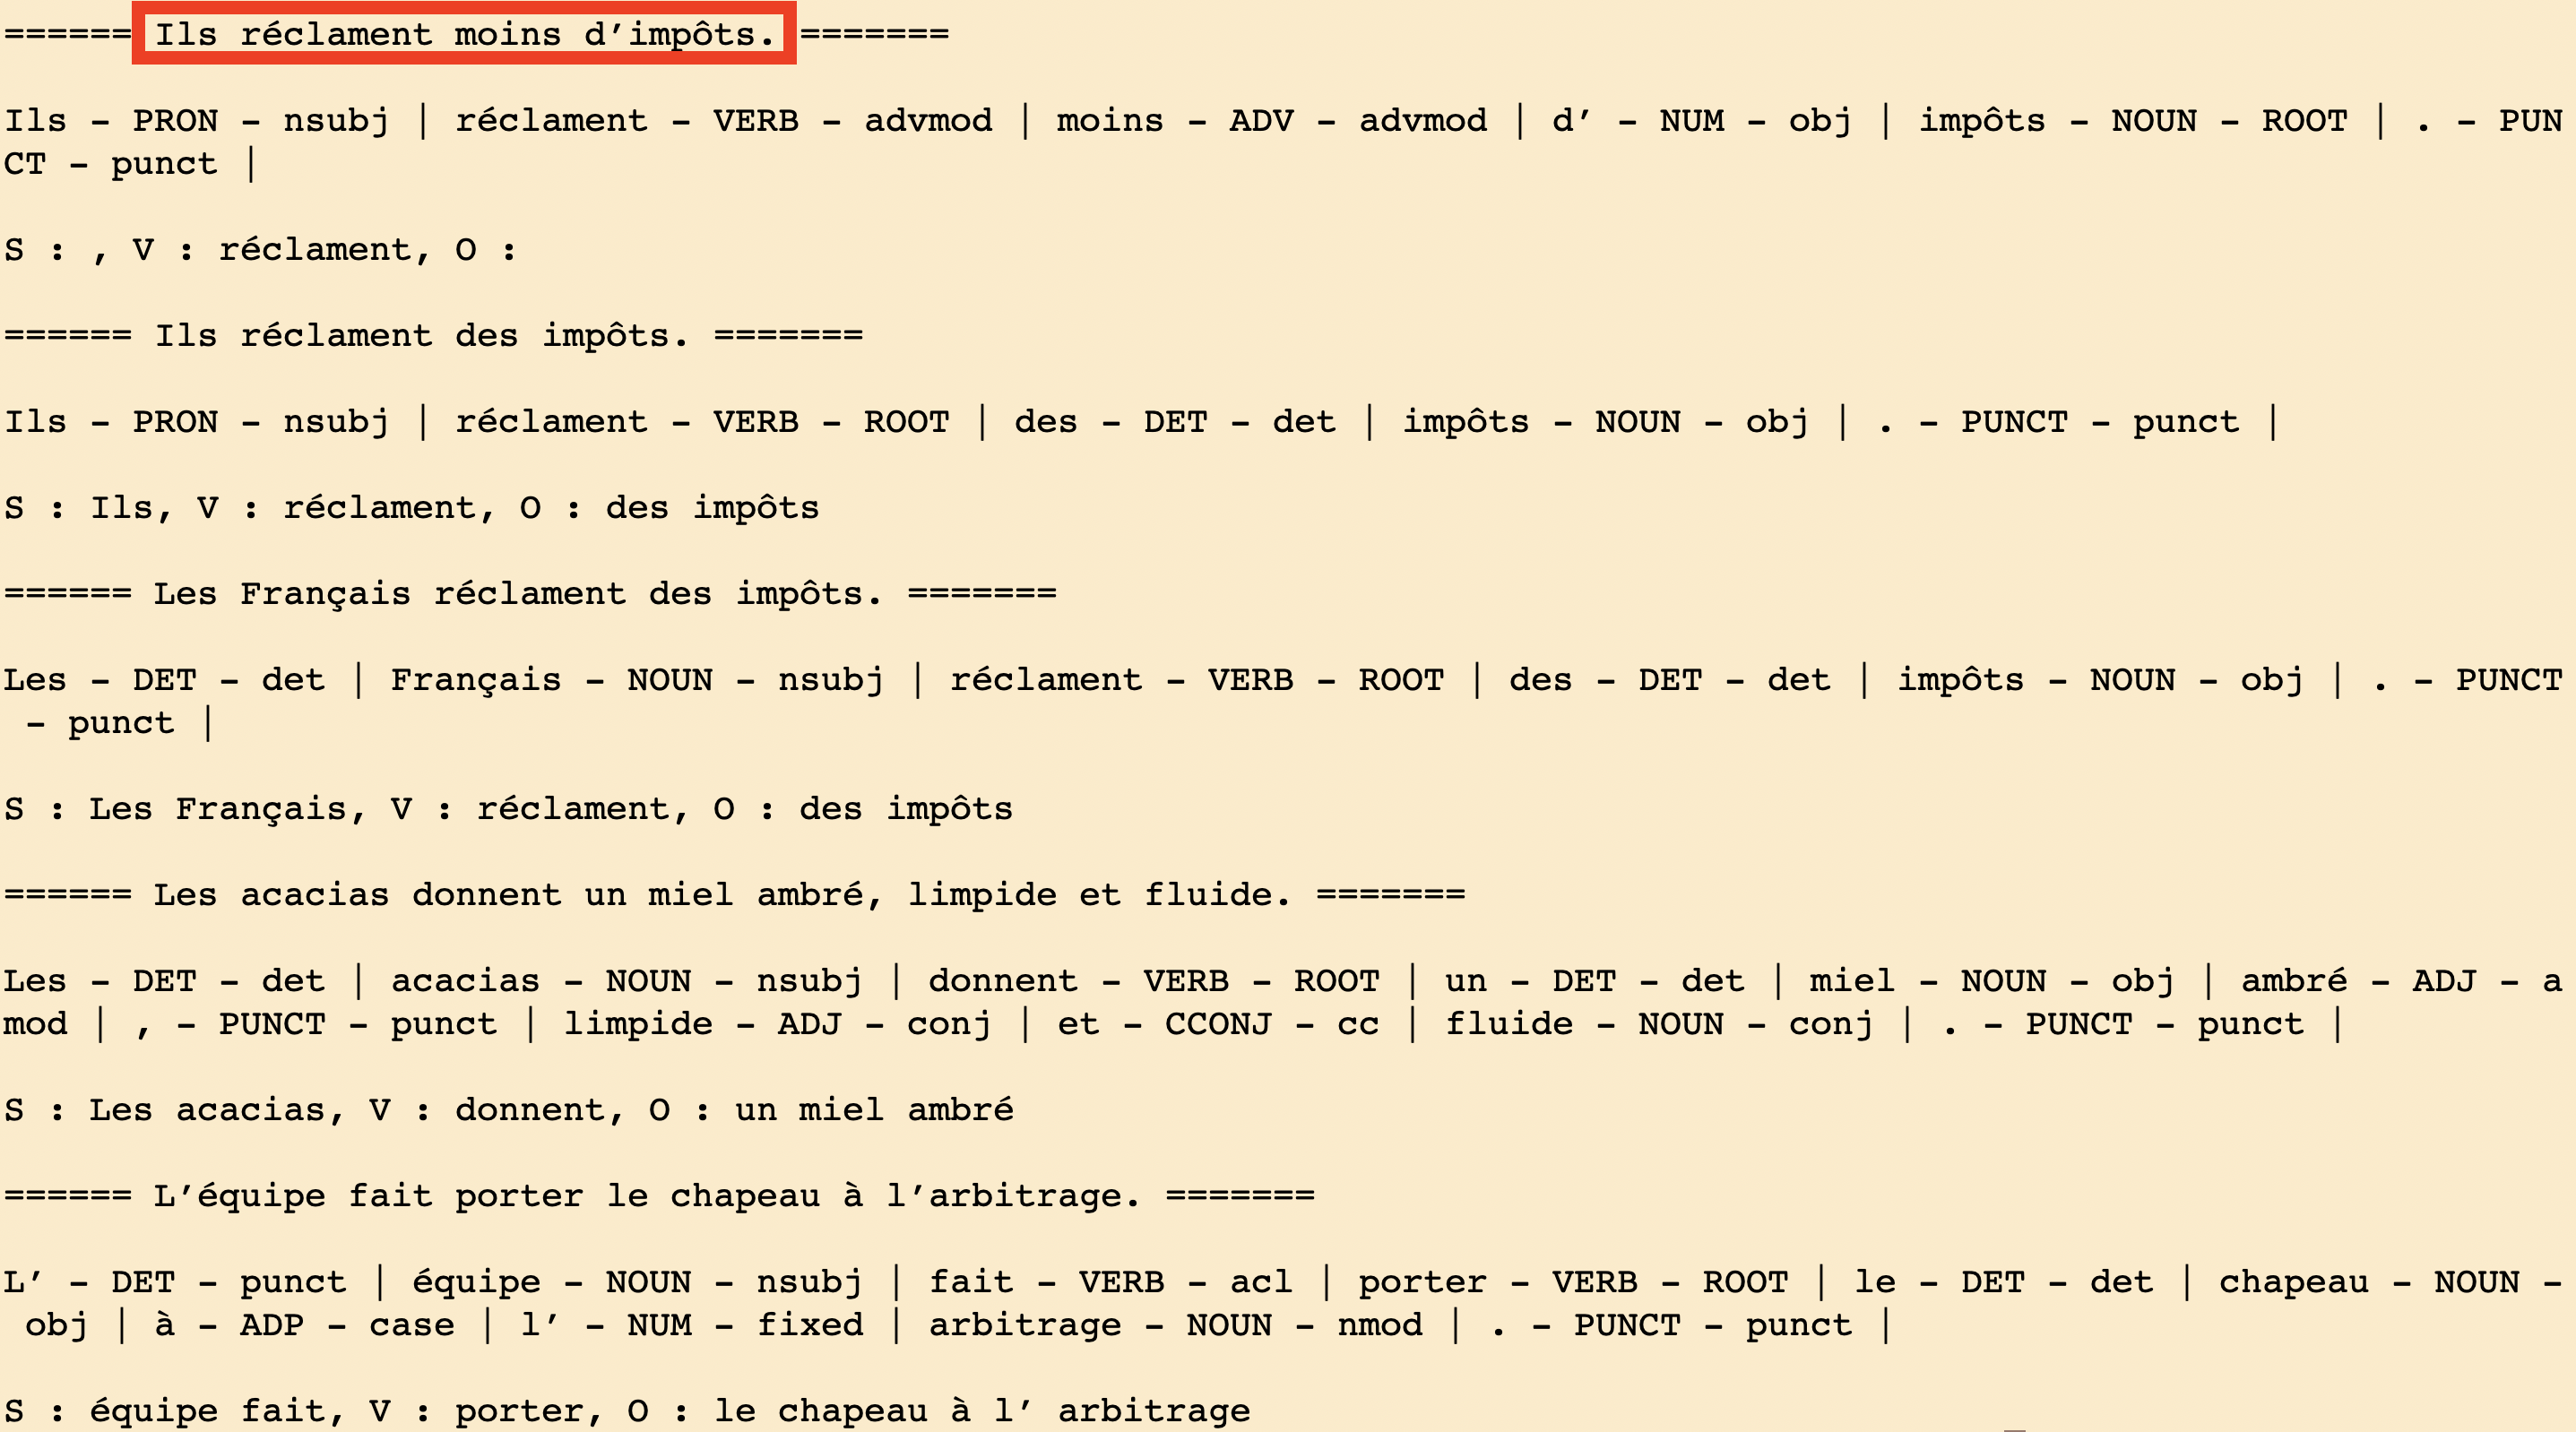 ====== Ils réclament moins d’impôts. =======
Ils - PRON - nsubj | réclament - VERB - advmod | moins - ADV - advmod | d’ - NUM - obj | impôts - NOUN - ROOT | . - PUN
CT - punct |
S : , V : réclament, O :
====== Ils réclament des impôts. =======
Ils - PRON - nsubj | réclament - VERB - ROOT | des - DET - det | impôts - NOUN - obj | . - PUNCT - punct |
S : Ils, V : réclament, O : des impôts
====== Les Français réclament des impôts. =======
Les - DET - det | Français - NOUN - nsubj | réclament - VERB - ROOT | des - DET - det | impôts - NOUN - obj | . - PUNCT
- punct |
S : Les Français, V : réclament, O : des impôts
====== Les acacias donnent un miel ambré, limpide et fluide. =======
Les - DET - det | acacias - NOUN - nsubj | donnent - VERB - ROOT | un - DET - det | miel - NOUN - obj | ambré - ADJ - a
mod | , - PUNCT - punct | limpide - ADJ - conj | et - CCONJ - cc | fluide - NOUN - conj | . - PUNCT - punct |
S : Les acacias, V : donnent, O : un miel ambré
====== L’équipe fait porter le chapeau à l’arbitrage. =======
L’ - DET - punct | équipe - NOUN - nsubj | fait - VERB - acl | porter - VERB - ROOT | le - DET - det | chapeau - NOUN -
obj | à - ADP - case | l’ - NUM - fixed | arbitrage - NOUN - nmod | . - PUNCT - punct |
S : équipe fait, V : porter, O : le chapeau à l’ arbitrage